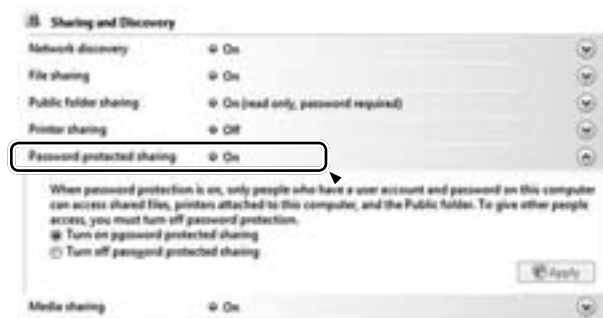 Sharing and Discovery
Network discovery On
File sharing On
Public folder sharing On (read only, password required)
Printer sharing Off
Password protected sharing On
When password protection is on, only people who have a user account and password on this computer
can access shared files, printers attached to this computer, and the Public folder. To give other people
access, you must turn off password protection.
Turn on password protected sharing
Turn off password protected sharing
Apply
Media sharing On